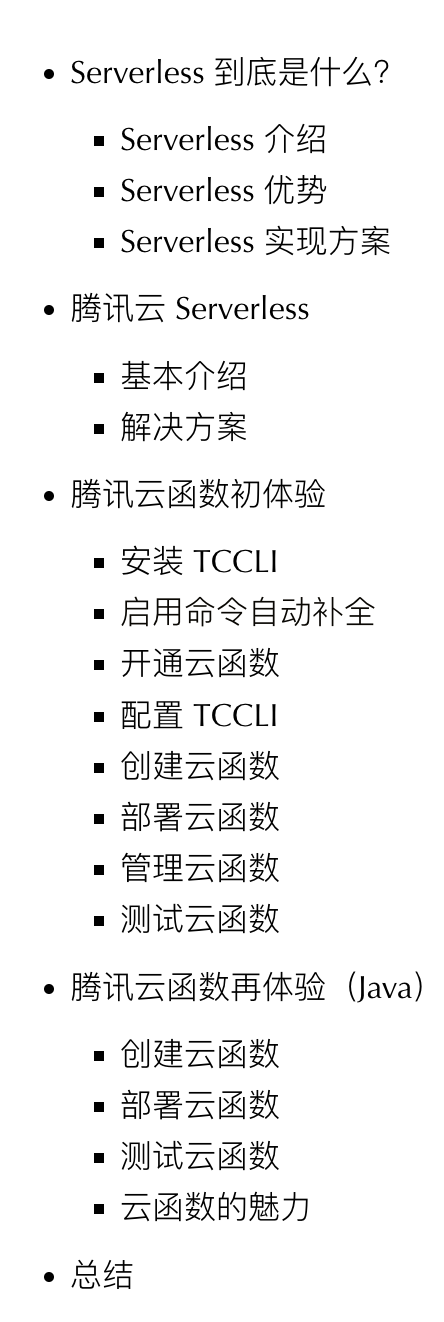 Serverless 到底是什么？
Serverless 介绍
Serverless 优势
Serverless 实现方案
腾讯云 Serverless
基本介绍
解决方案
腾讯云函数初体验
安装 TCCLI
启用命令自动补全
开通云函数
配置 TCCLI
创建云函数
部署云函数
管理云函数
测试云函数
腾讯云函数再体验（Java）
创建云函数
部署云函数
测试云函数
云函数的魅力
总结